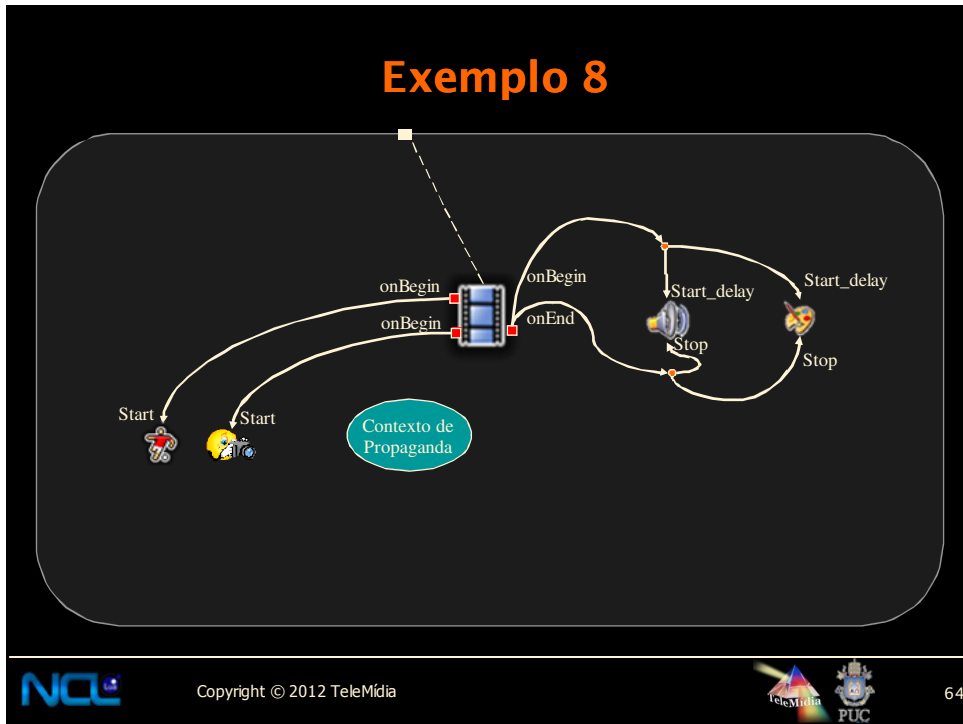 Exemplo 8
onBegin
onBegin
onBegin
onEnd
Start_delay
Start_delay
Stop
Stop
Start
Start
Contexto de
Propaganda
NCL
Copyright © 2012 TeleMídia
TeleMídia
PUC
64